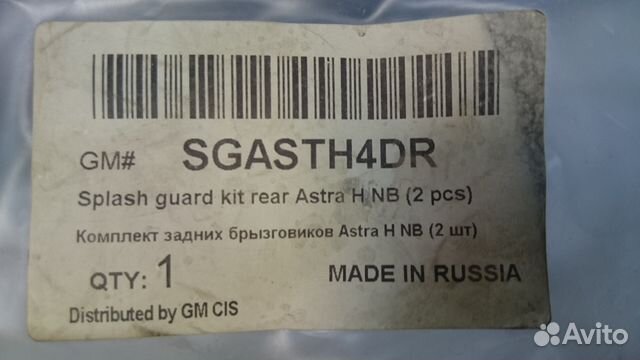 GM# SGASTH4DR
Splash guard kit rear Astra H NB (2 pcs)
Комплект задних брызговиков Astra H NB (2 шт)
QTY: 1 MADE IN RUSSIA
Distributed by GM CIS
Avito